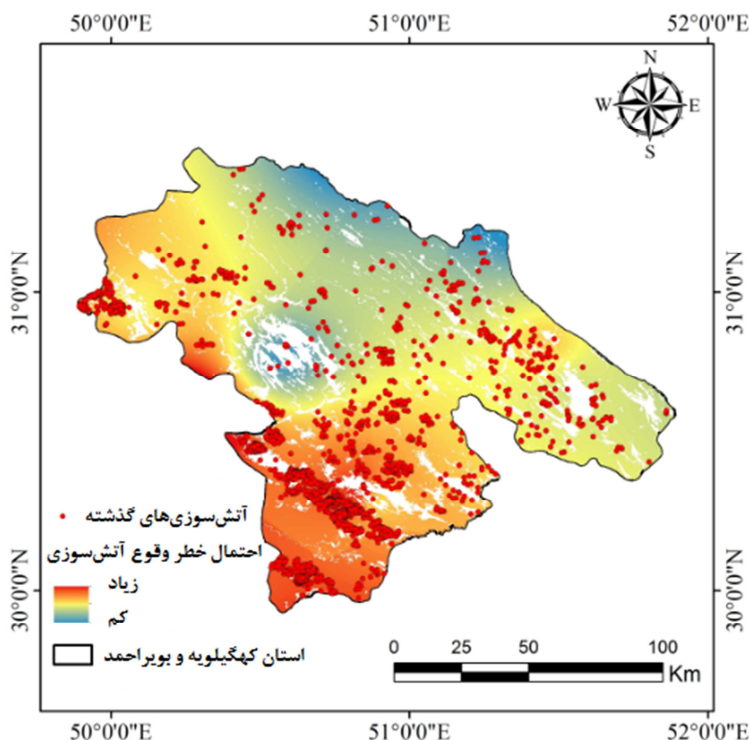 50°0'0"E
51°0'0"E
52°0'0"E
N
W
E
S
31°0'0"N
31°0'0"N
آتش‌سوزی‌های گذشته
احتمال خطر وقوع آتش‌سوزی
زیاد
کم
30°0'0"N
30°0'0"N
استان کهگیلویه و بویراحمد
0 25 50 100
Km
50°0'0"E
51°0'0"E
52°0'0"E